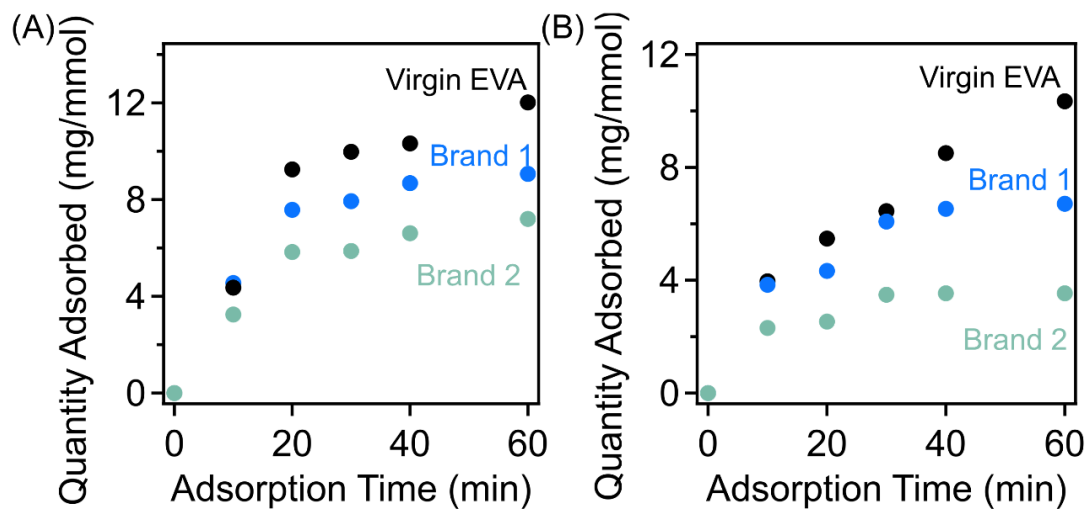 (A)
Quantity Adsorbed (mg/mmol)
12
8
4
0
Virgin EVA
Brand 1
Brand 2
0 20 40 60
Adsorption Time (min)
(B)
Quantity Adsorbed (mg/mmol)
12
8
4
0
Virgin EVA
Brand 1
Brand 2
0 20 40 60
Adsorption Time (min)